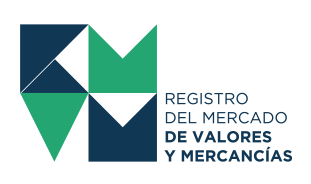 REGISTRO
DEL MERCADO
DE VALORES
Y MERCANCÍAS